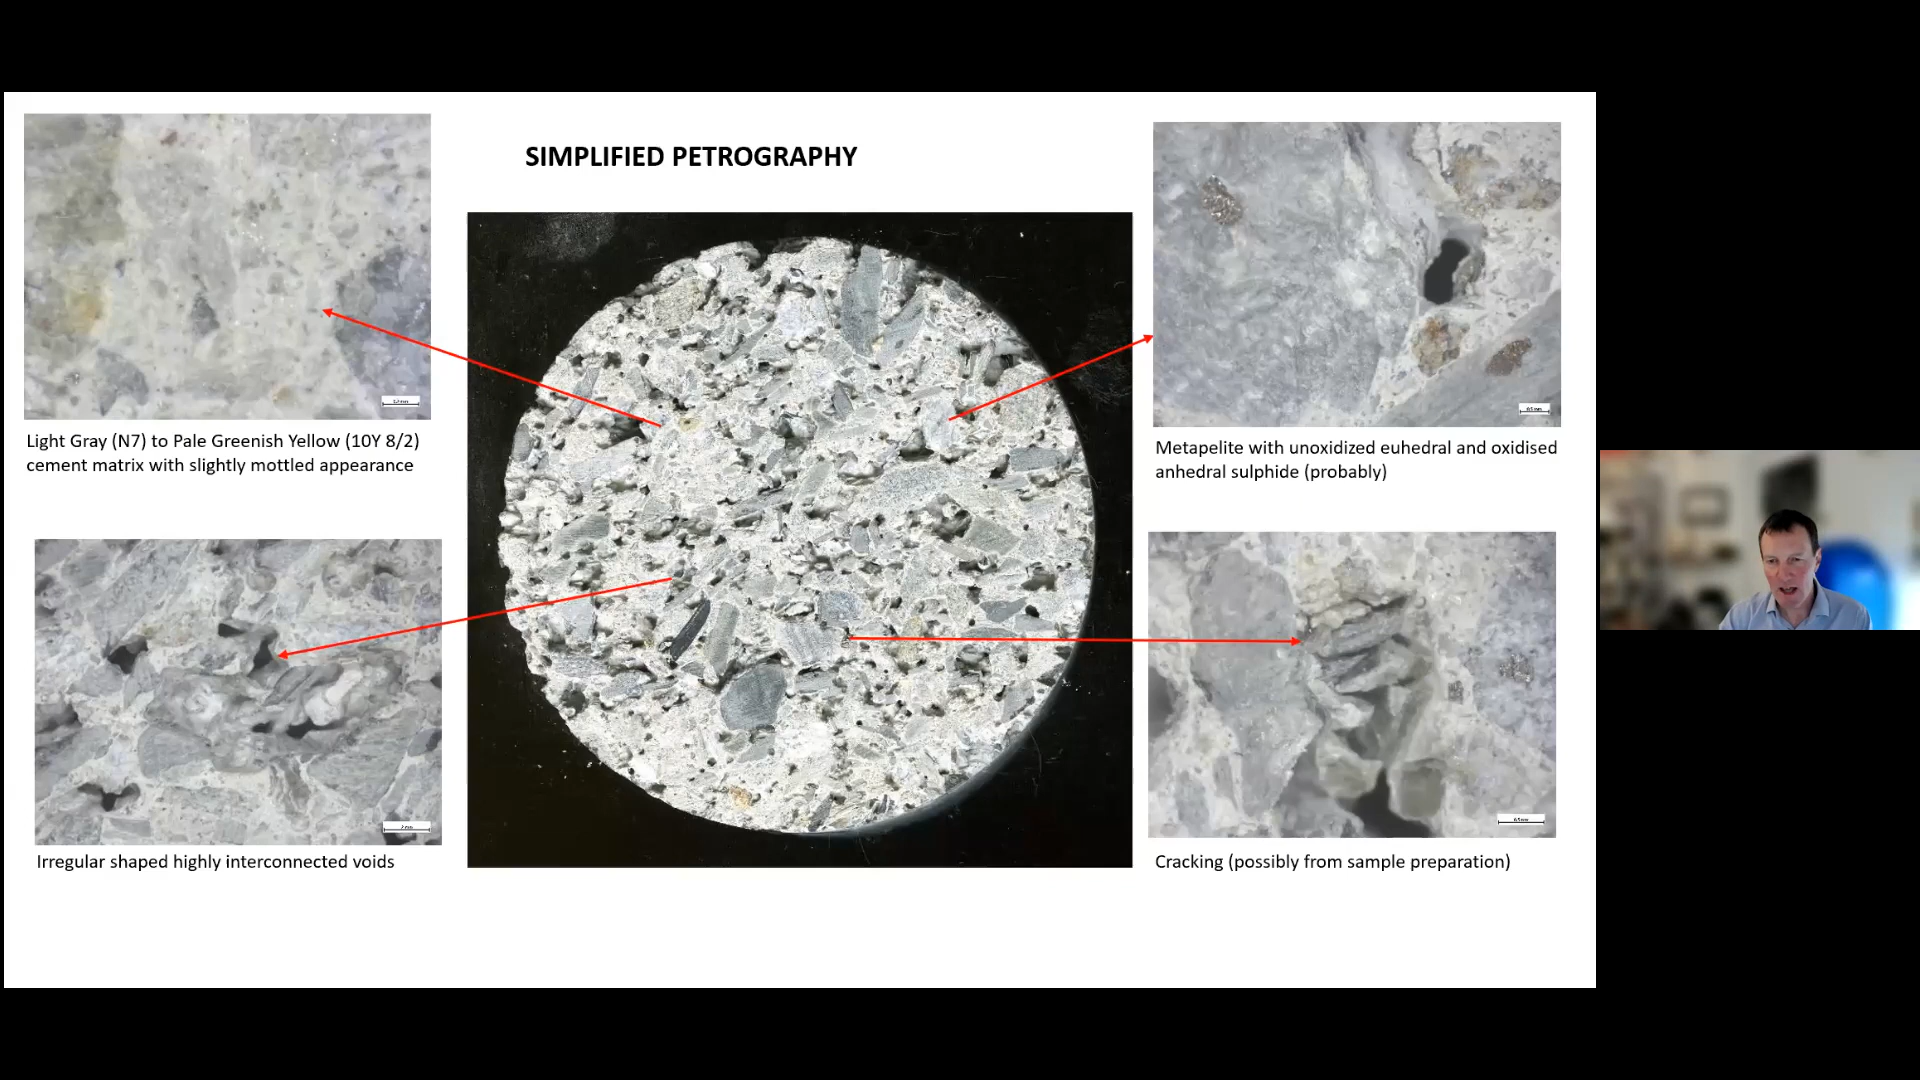 SIMPLIFIED PETROGRAPHY
Light Gray (N7) to Pale Greenish Yellow (10Y 8/2)
cement matrix with slightly mottled appearance
Metapelite with unoxidized euhedral and oxidised
anhedral sulphide (probably)
Irregular shaped highly interconnected voids
Cracking (possibly from sample preparation)